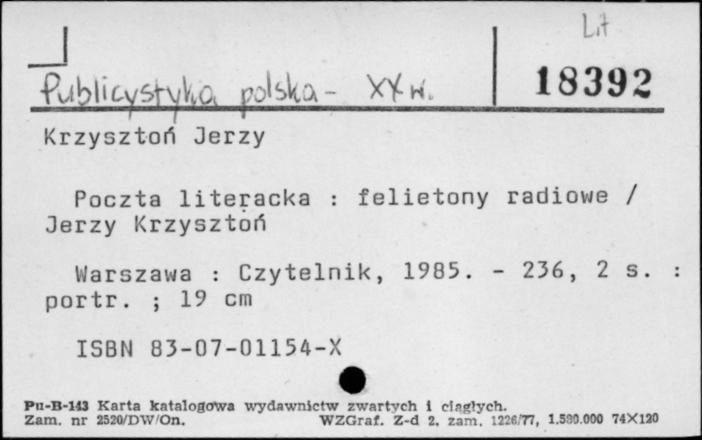 Lit
18392
Publicystyka polska - XX w.
Krzysztoń Jerzy
Poczta literacka : felietony radiowe /
Jerzy Krzysztoń
Warszawa : Czytelnik, 1985. - 236, 2 s. :
portr. ; 19 cm
ISBN 83-07-01154-X
Pu-B-143 Karta katalogowa wydawnictw zwartych i ciągłych.
Zam. nr 2520/DW/On. WZGraf. Z-d 2, zam. 1226/77, 1.500.000 74X120